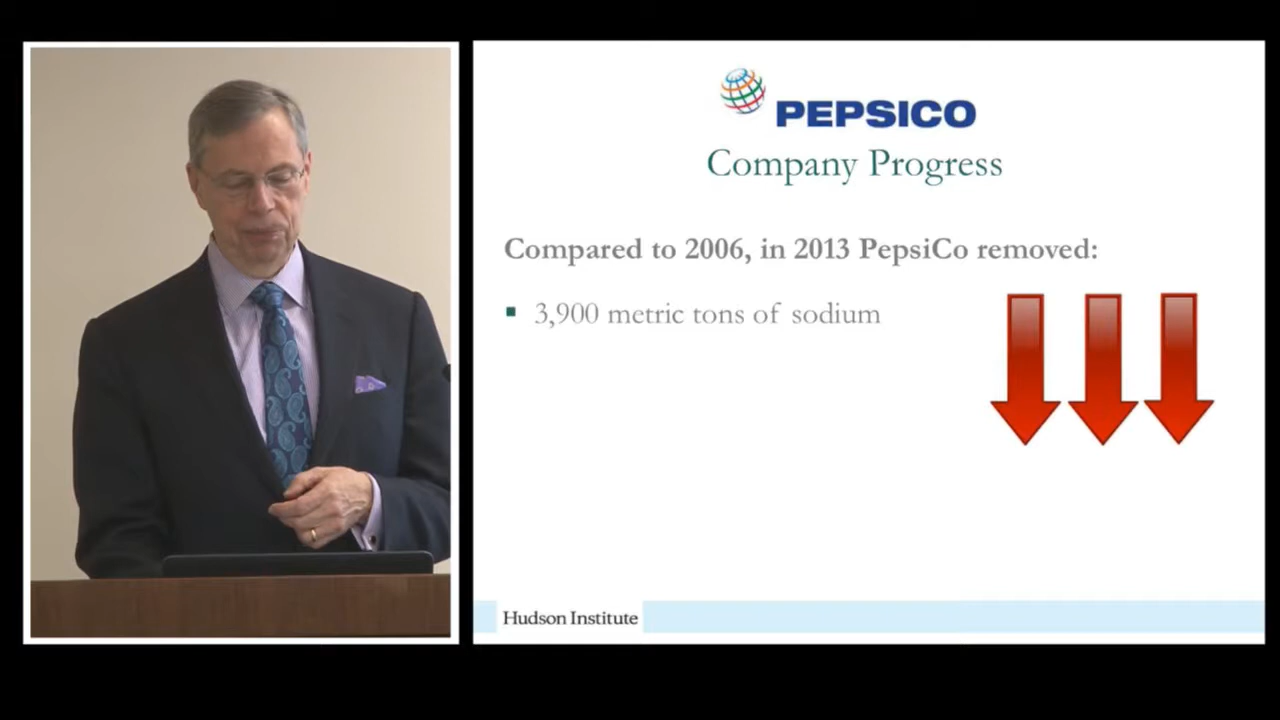 PEPSICO
Company Progress
Compared to 2006, in 2013 PepsiCo removed:
3,900 metric tons of sodium
Hudson Institute